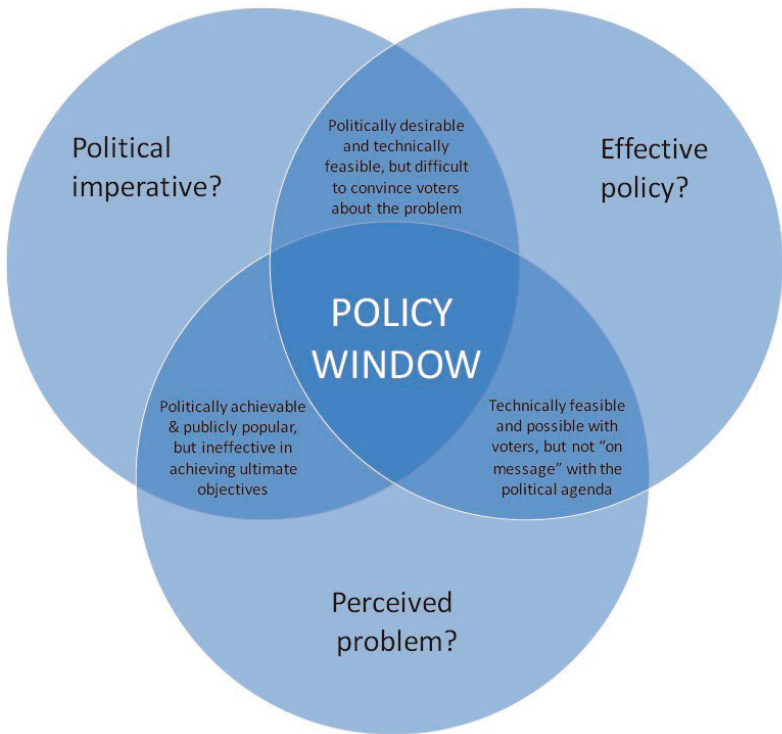 Political
imperative?
Politically desirable
and technically
feasible, but difficult
to convince voters
about the problem
Effective
policy?
POLICY
WINDOW
Politically achievable
& publicly popular,
but ineffective in
achieving ultimate
objectives
Technically feasible
and possible with
voters, but not “on
message” with the
political agenda
Perceived
problem?